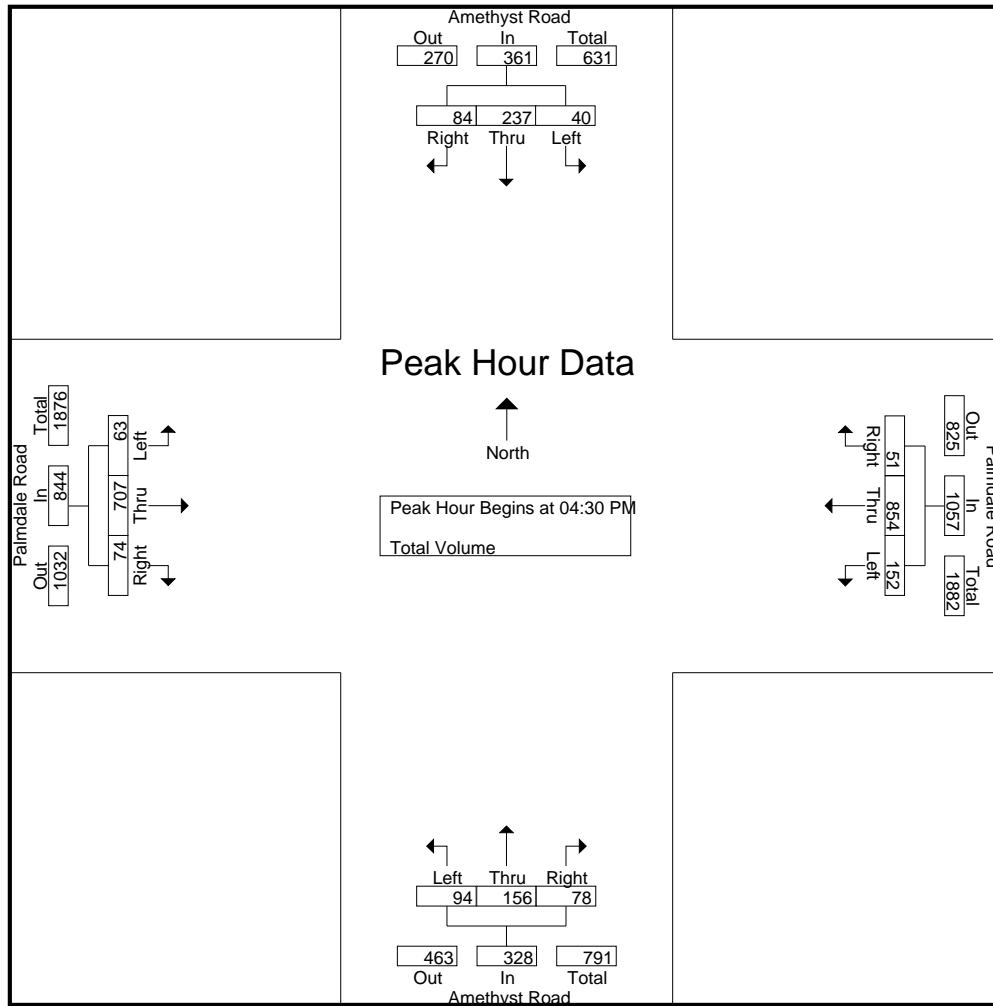 Amethyst Road
Out In Total
270 361 631
84 237 40
Right Thru Left
Peak Hour Data
North
Peak Hour Begins at 04:30 PM
Total Volume
Palmdale Road
Out In Total
1032 844 1876
74 707 63
Right Thru Left
Palmdale Road
Out In Total
825 1057 1882
51 854 152
Right Thru Left
Left Thru Right
94 156 78
463 328 791
Out In Total
Amethyst Road